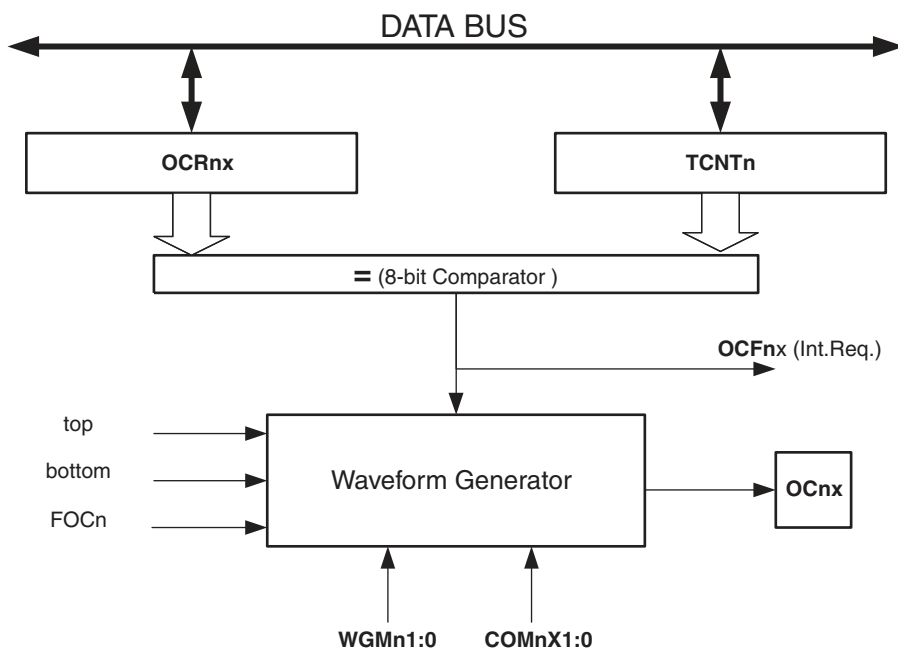 DATA BUS
OCRnx
TCNTn
= (8-bit Comparator )
OCFnx (Int.Req.)
top
bottom
FOCn
Waveform Generator
OCnx
WGMn1:0
COMnX1:0